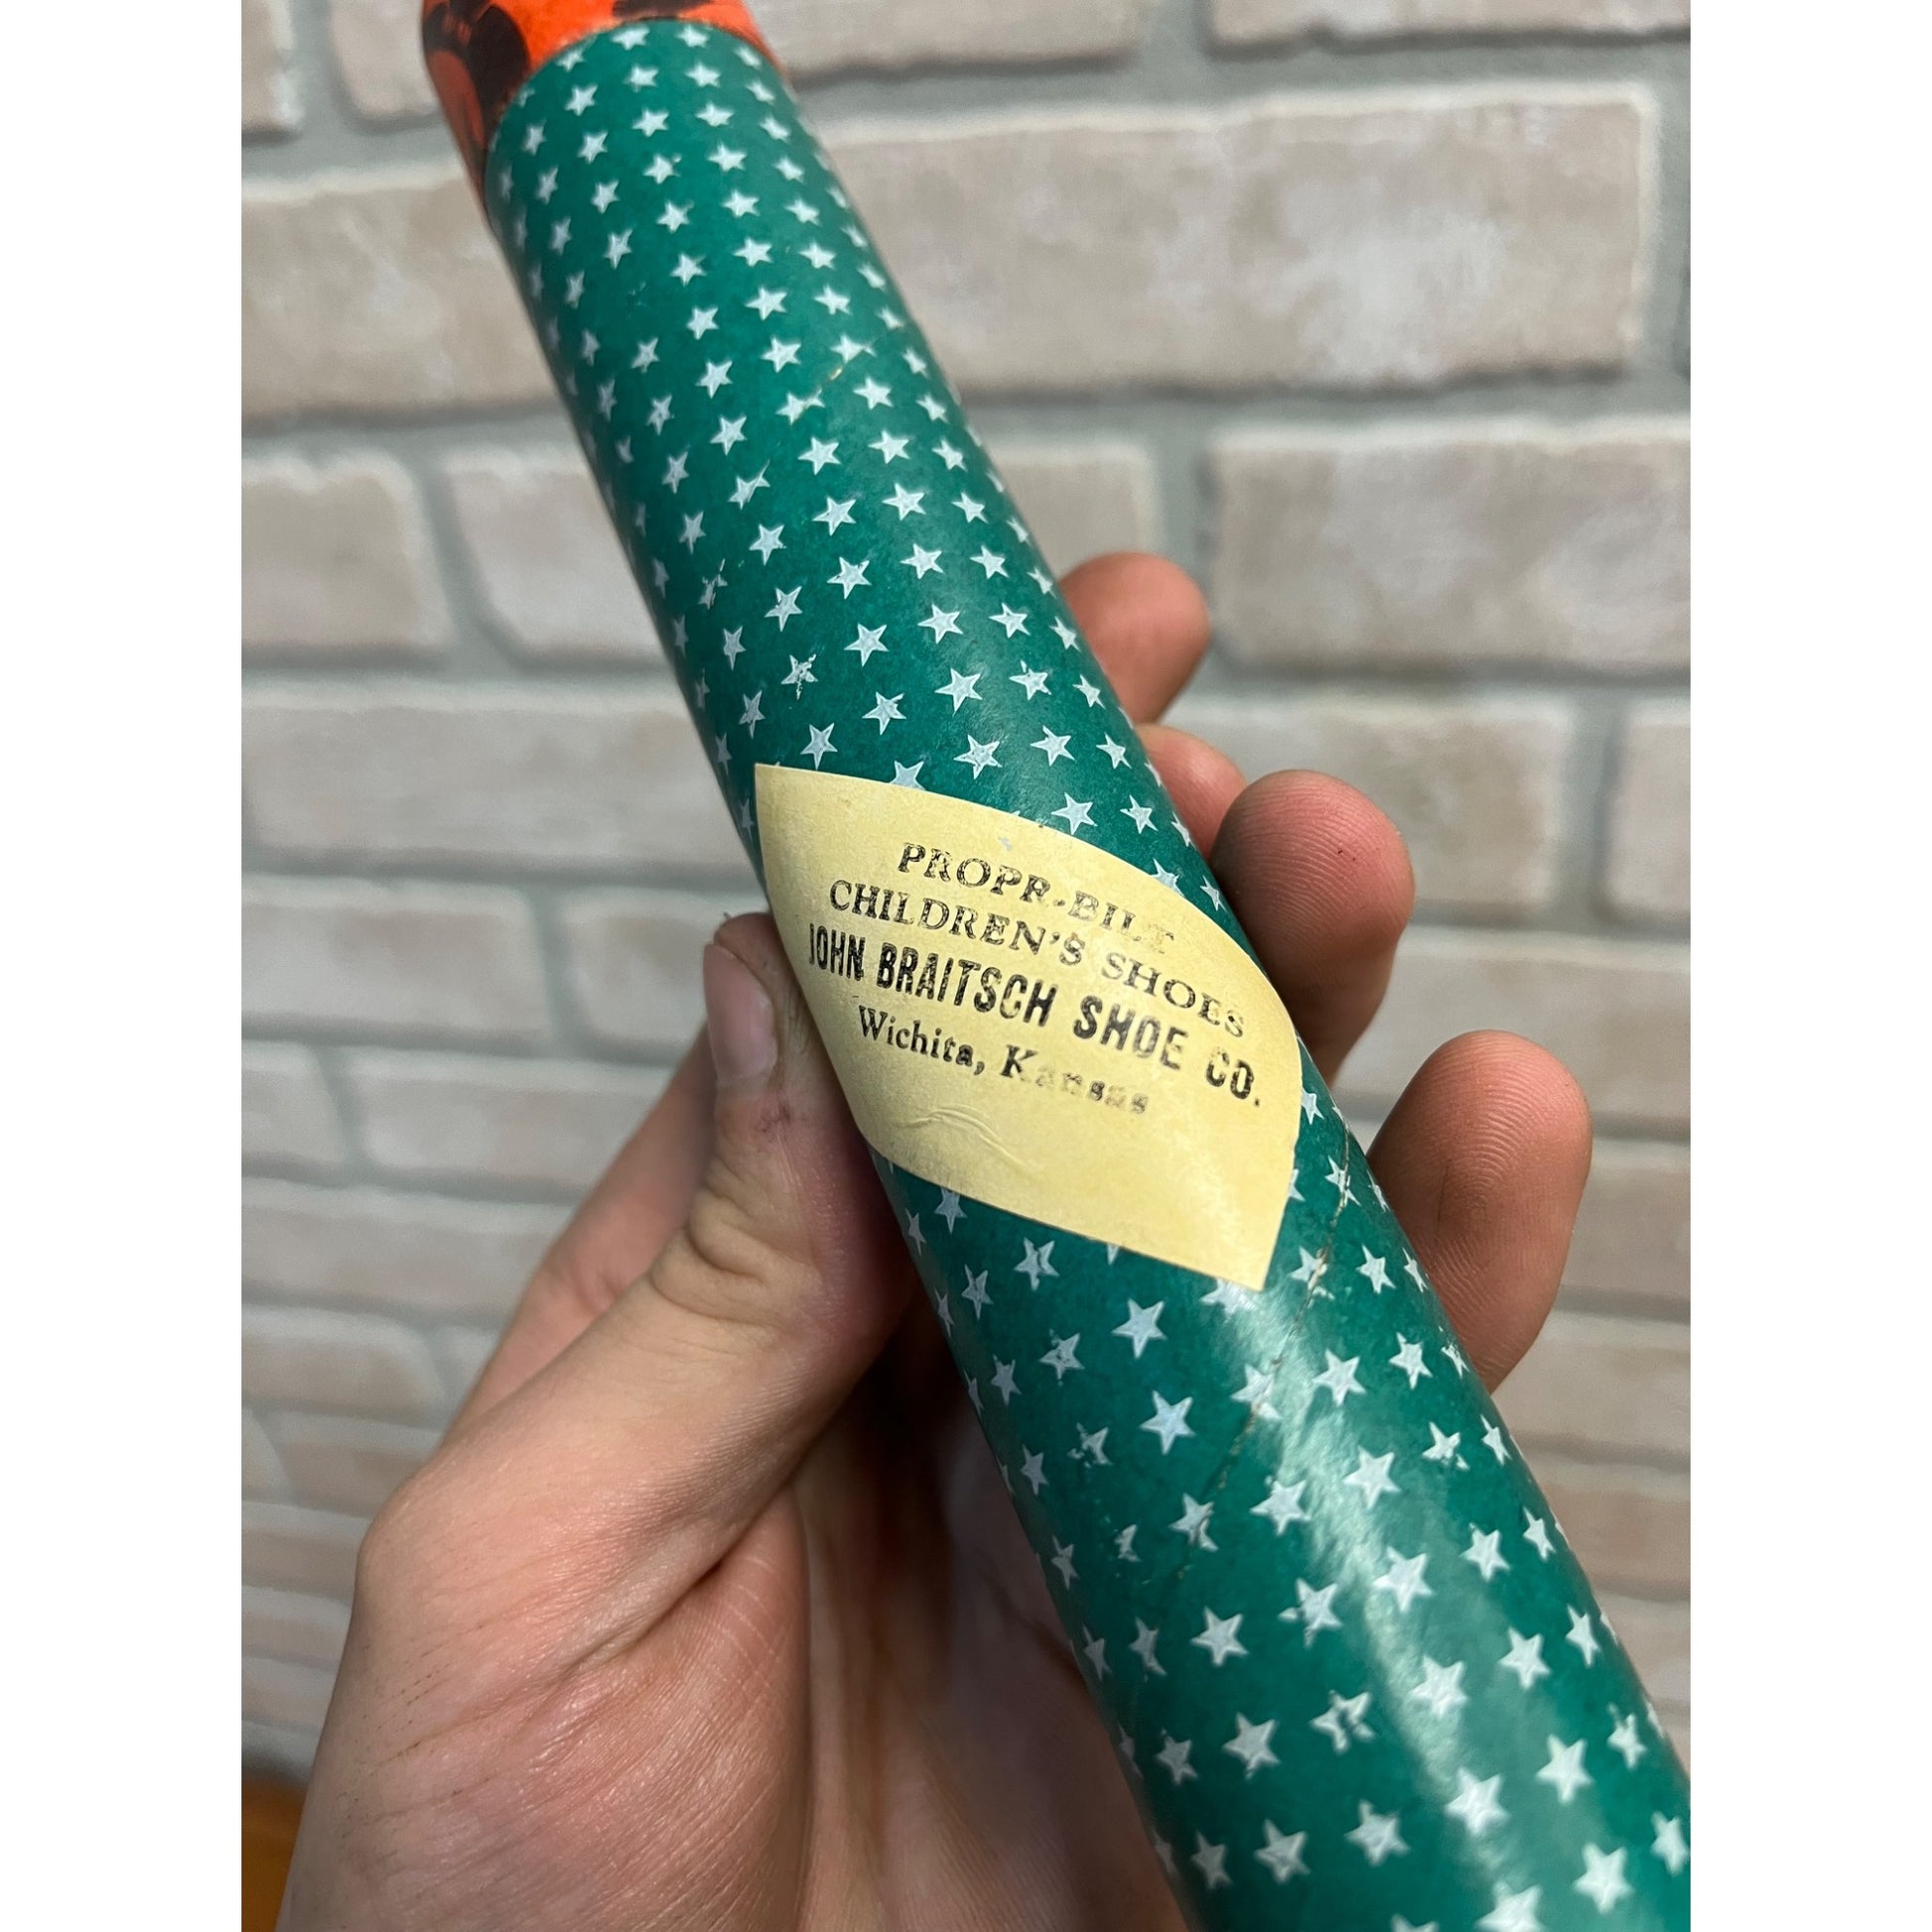 PROPR-BILT
CHILDREN'S SHOES
JOHN BRAITSCH SHOE CO.
Wichita, Kansas